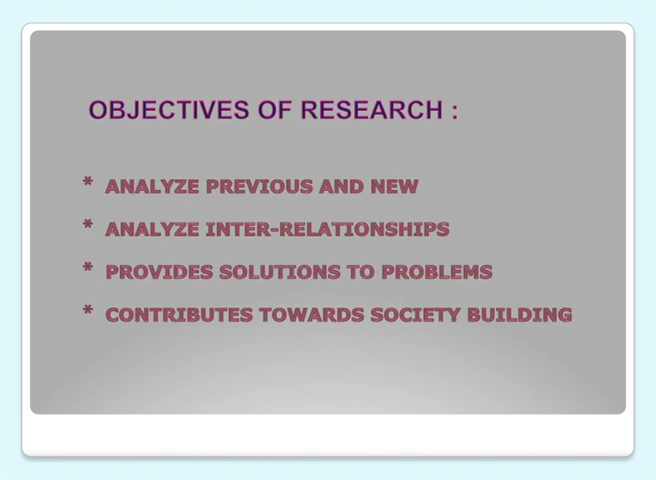 OBJECTIVES OF RESEARCH :
* ANALYZE PREVIOUS AND NEW
* ANALYZE INTER-RELATIONSHIPS
* PROVIDES SOLUTIONS TO PROBLEMS
* CONTRIBUTES TOWARDS SOCIETY BUILDING